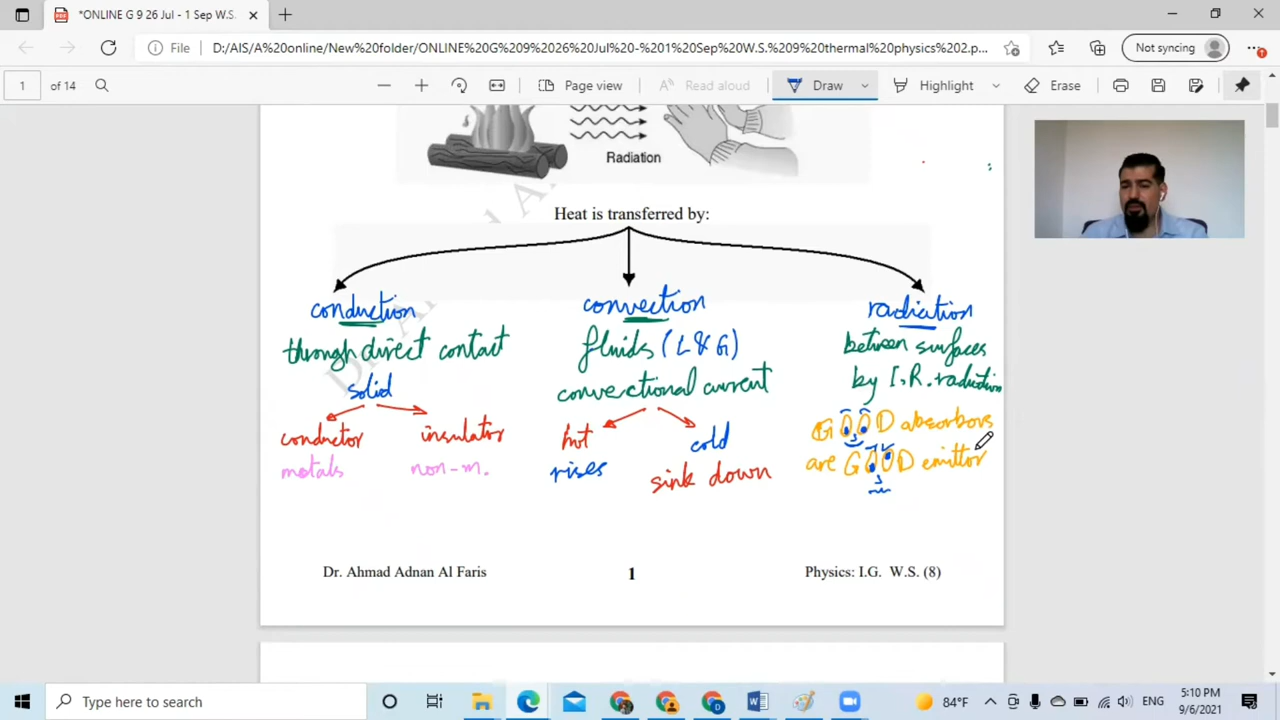 *ONLINE G 9 26 Jul - 1 Sep W.S.
File
D:/AIS/A%20online/New%20folder/ONLINE%20G%209%2026%20Jul%20-%201%20Sep%20W.S.%209%20thermal%20physics%202.p...
Not syncing
1 of 14
Page view
Read aloud
Draw
Highlight
Erase
Radiation
Heat is transferred by:
conduction
through direct contact
solid
conductor insulator
metals non-m.
convection
fluids (L & G)
convectional current
hot cold
rises sink down
radiation
between surfaces
by I.R. radiation
GOOD absorbors
are GOOD emittor
Dr. Ahmad Adnan Al Faris 1 Physics: I.G. W.S. (8)
Type here to search
84°F
ENG
5:10 PM
9/6/2021